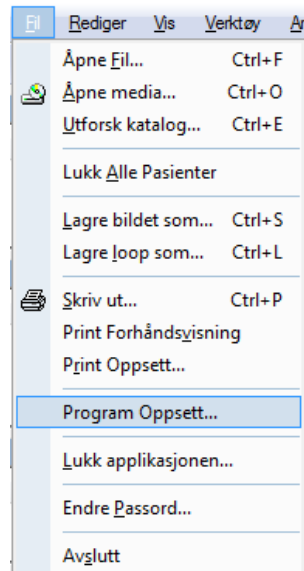 Fil Rediger Vis Verktøy
Åpne Fil... Ctrl+F
Åpne media... Ctrl+O
Utforsk katalog... Ctrl+E
Lukk Alle Pasienter
Lagre bildet som... Ctrl+S
Lagre loop som... Ctrl+L
Skriv ut... Ctrl+P
Print Forhåndsvisning
Print Oppsett...
Program Oppsett...
Lukk applikasjonen...
Endre Passord...
Avslutt